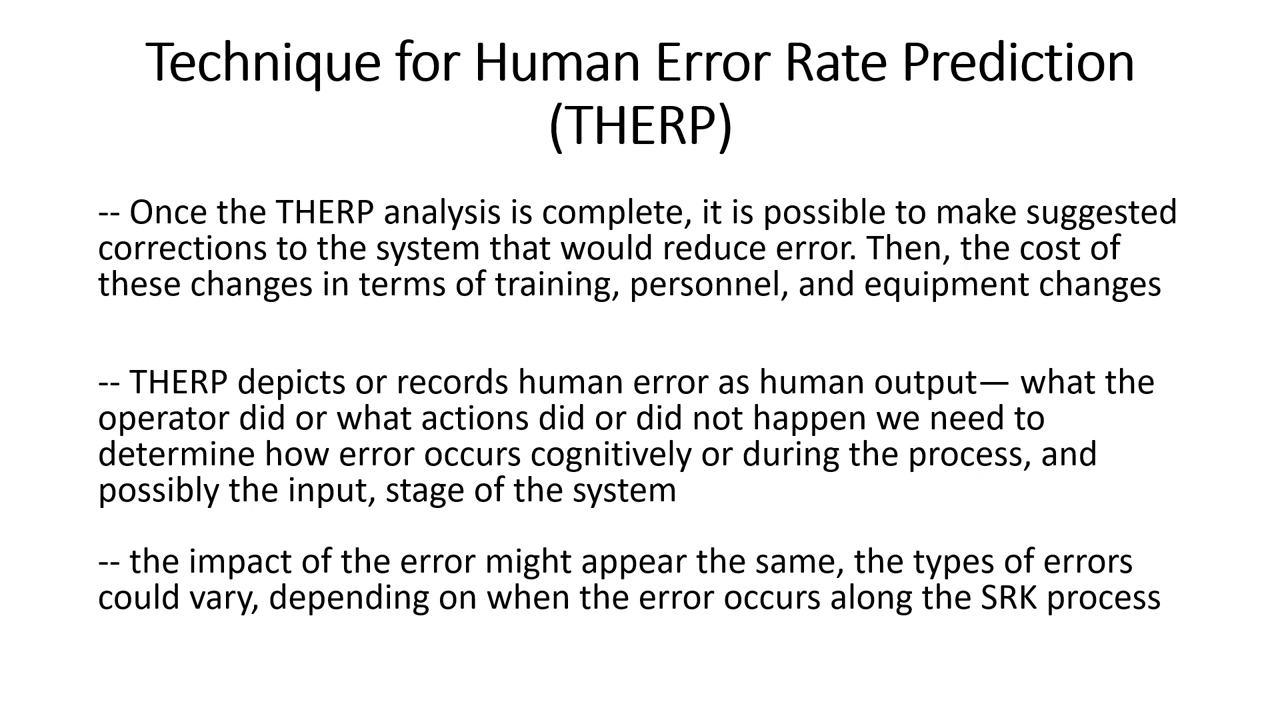 Technique for Human Error Rate Prediction
(THERP)
-- Once the THERP analysis is complete, it is possible to make suggested
corrections to the system that would reduce error. Then, the cost of
these changes in terms of training, personnel, and equipment changes
-- THERP depicts or records human error as human output— what the
operator did or what actions did or did not happen we need to
determine how error occurs cognitively or during the process, and
possibly the input, stage of the system
-- the impact of the error might appear the same, the types of errors
could vary, depending on when the error occurs along the SRK process